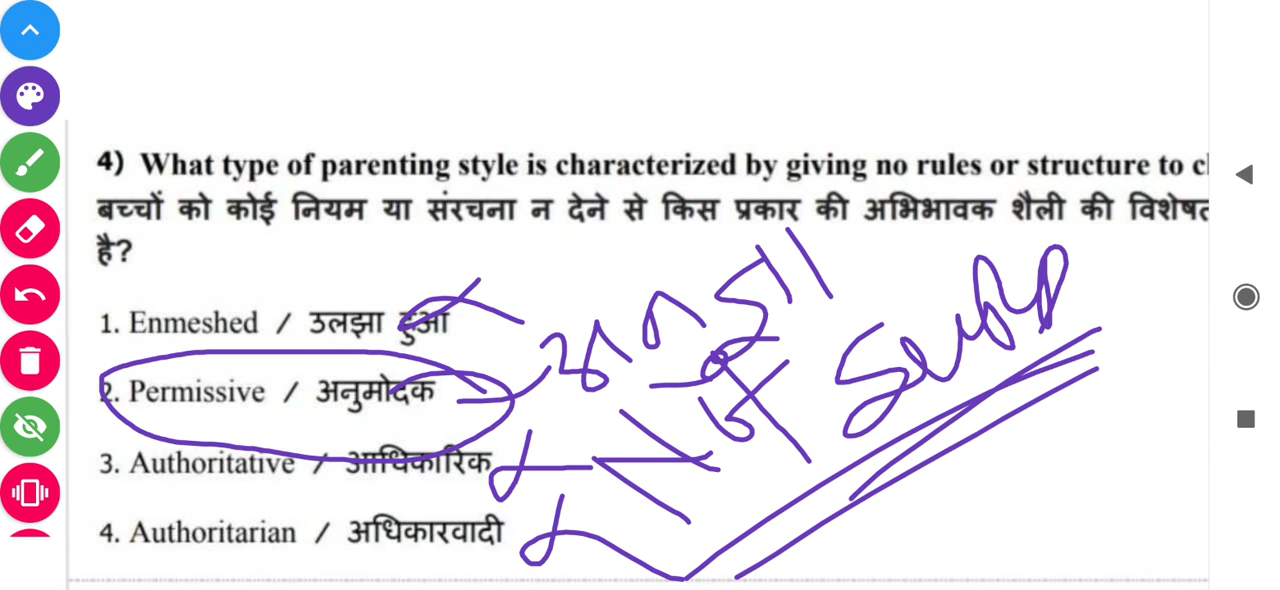 4) What type of parenting style is characterized by giving no rules or structure to c
बच्चों को कोई नियम या संरचना न देने से किस प्रकार की अभिभावक शैली की विशेषत
है?
1. Enmeshed / उलझा हुआ
2. Permissive / अनुमोदक
3. Authoritative / आधिकारिक
4. Authoritarian / अधिकारवादी